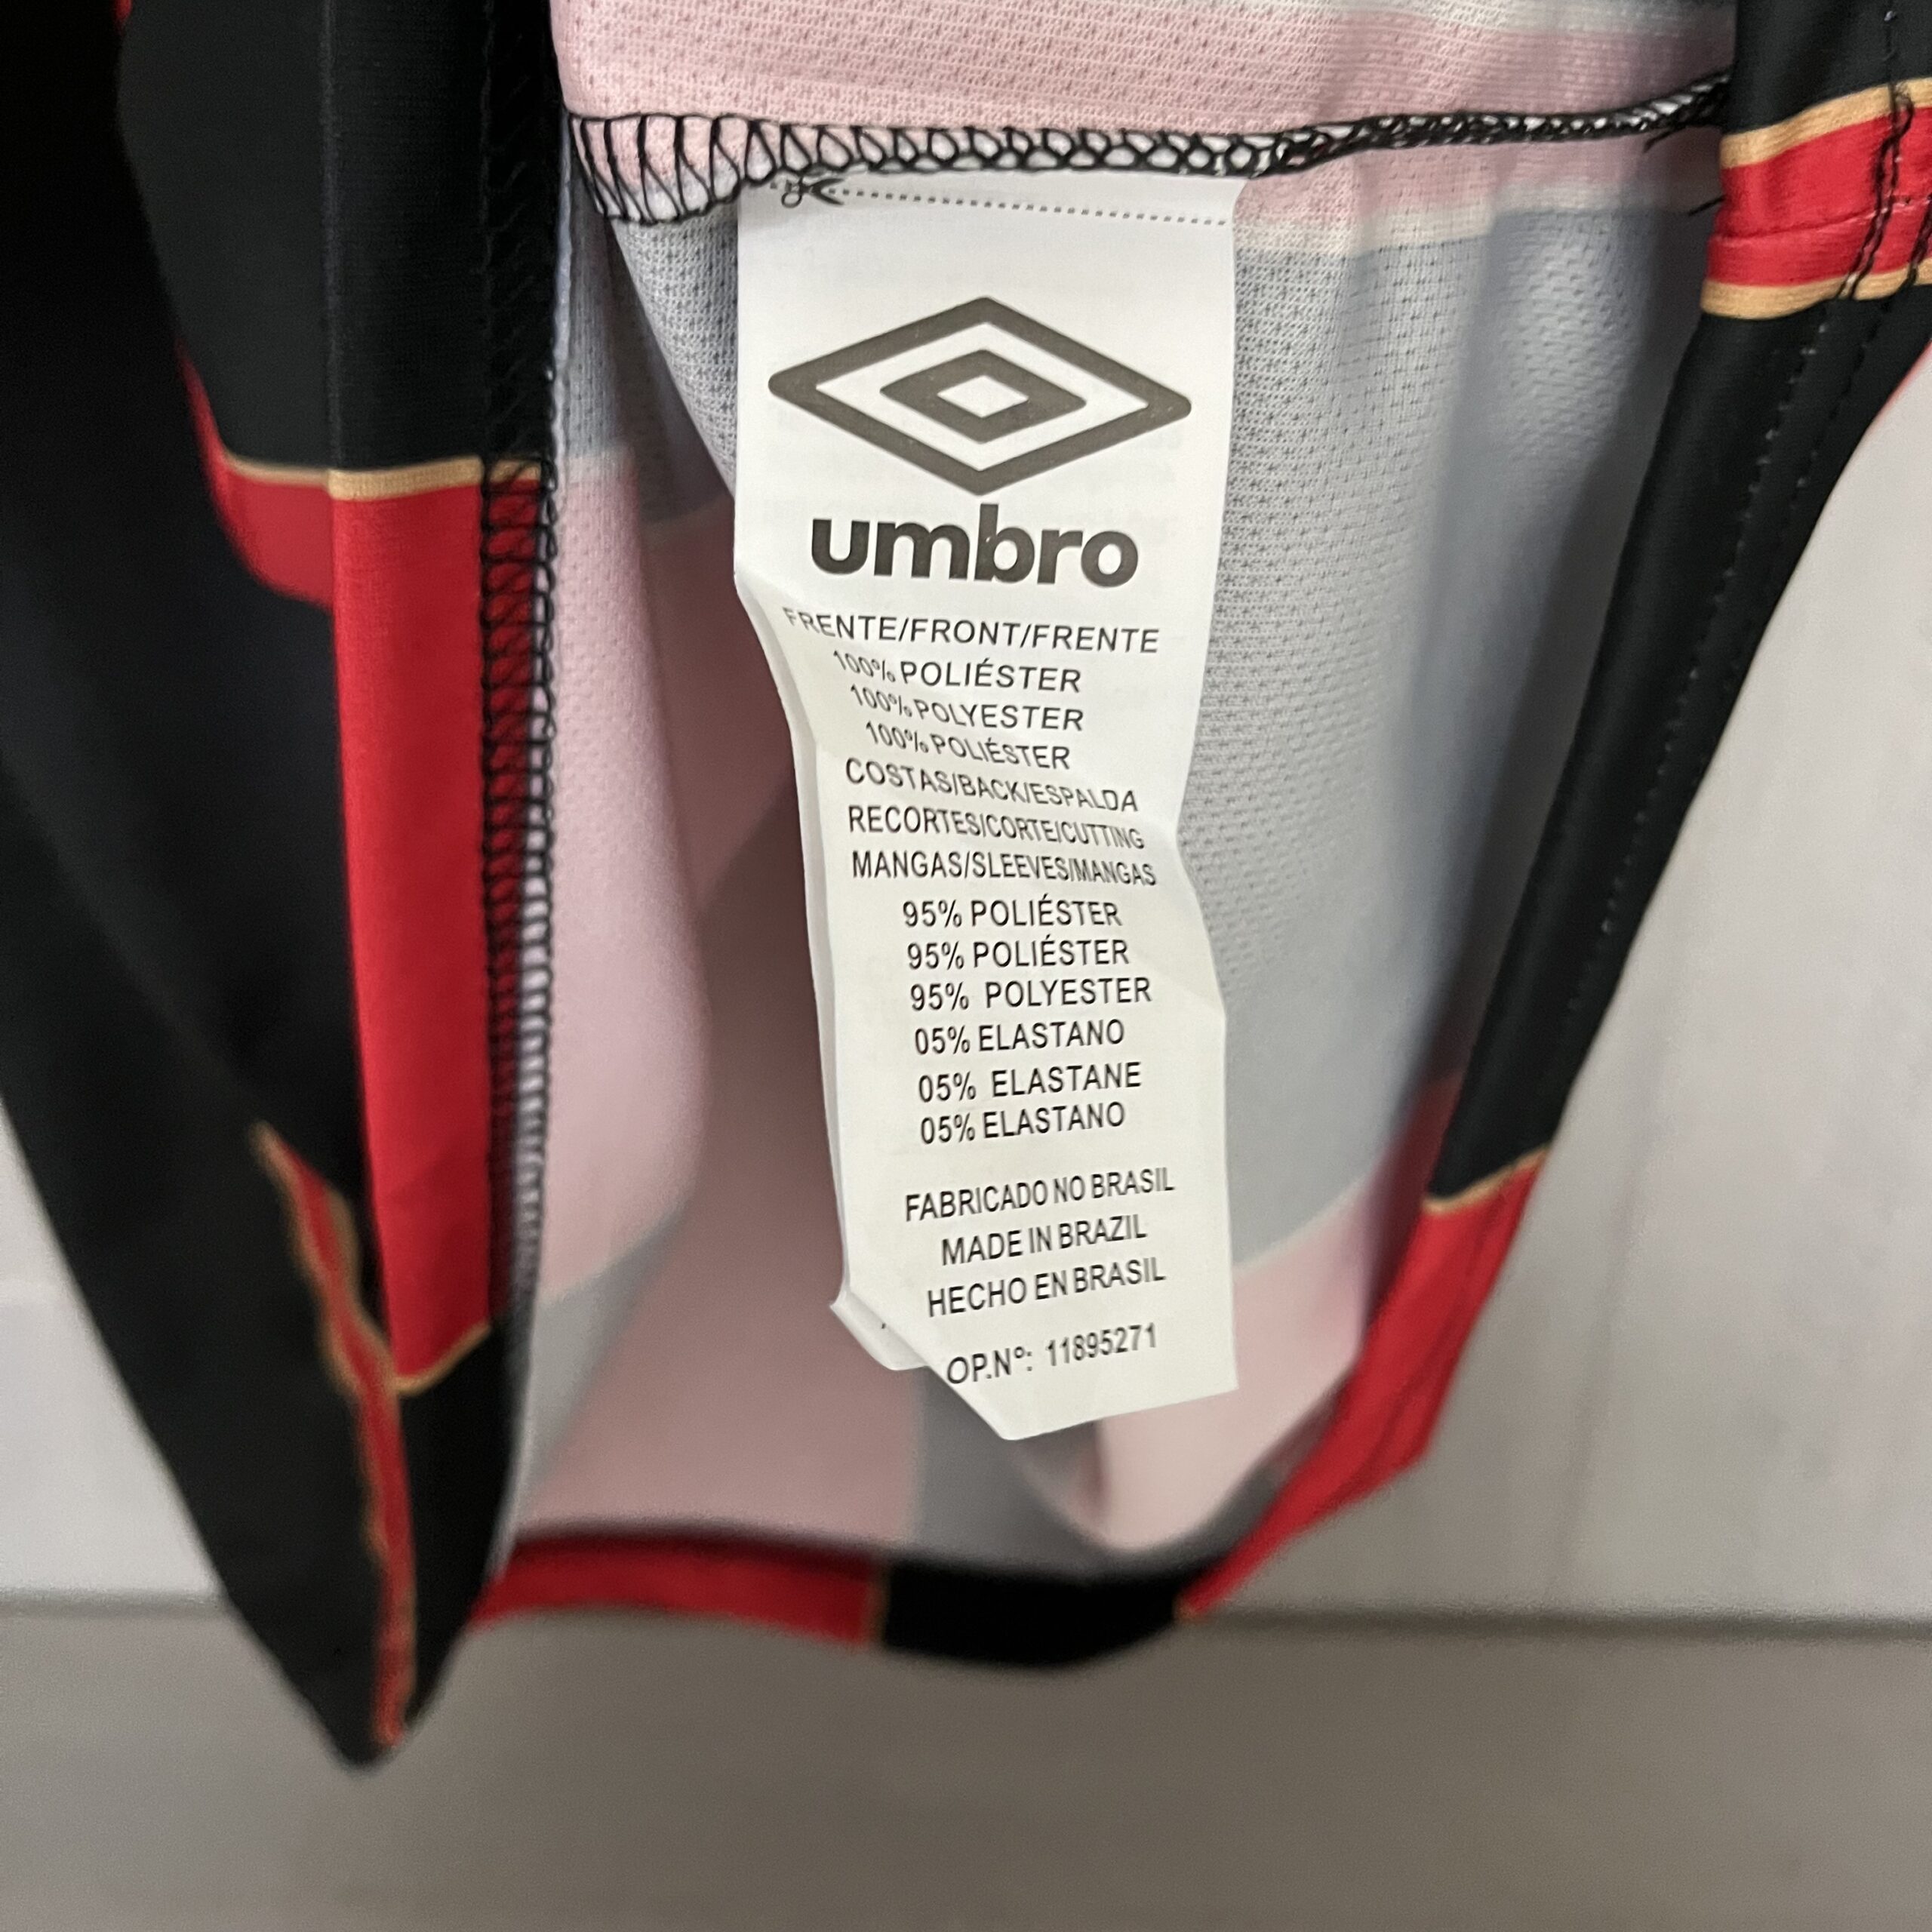 umbro
FRENTE/FRONT/FRENTE
100% POLIÉSTER
100% POLYESTER
100% POLIÉSTER
COSTAS/BACK/ESPALDA
RECORTES/CORTE/CUTTING
MANGAS/SLEEVES/MANGAS
95% POLIÉSTER
95% POLIÉSTER
95% POLYESTER
05% ELASTANO
05% ELASTANE
05% ELASTANO
FABRICADO NO BRASIL
MADE IN BRAZIL
HECHO EN BRASIL
OP.Nº: 11895271